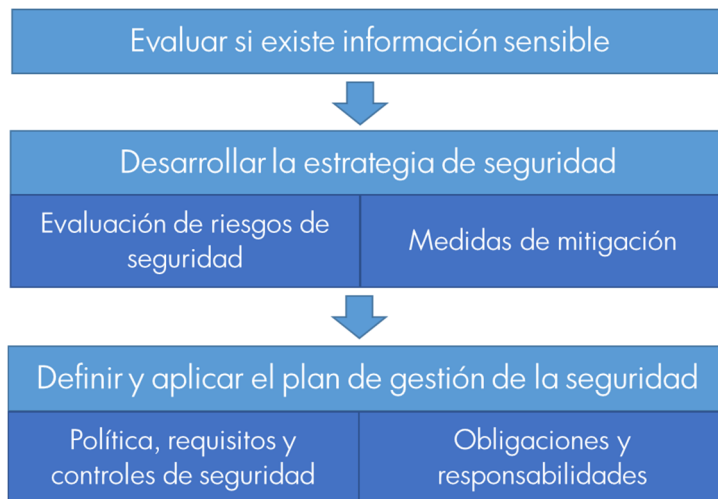 Evaluar si existe información sensible
Desarrollar la estrategia de seguridad
Evaluación de riesgos de
seguridad
Medidas de mitigación
Definir y aplicar el plan de gestión de la seguridad
Política, requisitos y
controles de seguridad
Obligaciones y
responsabilidades